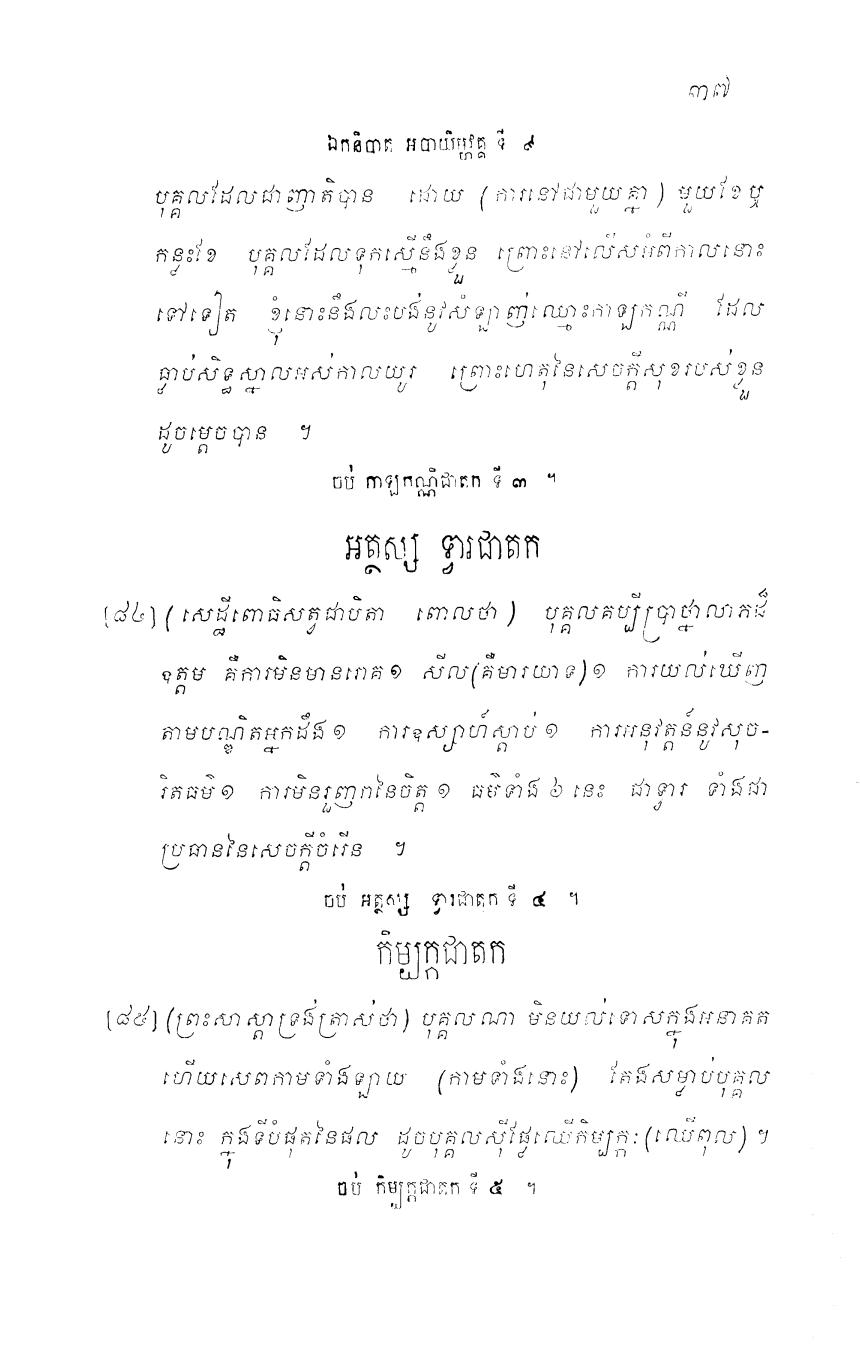 ៣៧
ឯកនិបាត អបាយិម្ហវគ្គ ទី ៩
បុគ្គលដែលជាញាតិបាន ដោយ (ការនៅជាមួយគ្នា) មួយខែឬ
កន្លះខែ បុគ្គលដែលទុកស្មើនឹងខ្លួន ព្រោះនៅលើសអំពីកាលនោះ
ទៅទៀត ខ្ញុំនោះនឹងលះបង់នូវសំឡាញ់ឈ្មោះកាឡកណ្ណី ដែល
ធ្លាប់សិទ្ធស្នាលអស់កាលយូរ ព្រោះហេតុនៃសេចក្តីសុខរបស់ខ្លួន
ដូចម្តេចបាន ។
ចប់ កាឡកណ្ណិជាតក ទី ៣ ។
អត្ថស្ស ទ្វារជាតក
[៨៤] (សេដ្ឋីពោធិសត្វជាបិតា ពោលថា) បុគ្គលគប្បីប្រាថ្នាលាភដ៏
ឧត្តម គឺការមិនមានរោគ១ សីល(គឺមារយាទ)១ ការយល់ឃើញ
តាមបណ្ឌិតអ្នកដឹង១ ការឧស្សាហ៍ស្តាប់១ ការអនុវត្តន៍នូវសុច-
រិតធម៌១ ការមិនរួញរានៃចិត្ត១ ធម៌ទាំង៦នេះ ជាទ្វារ ទាំងជា
ប្រធាននៃសេចក្តីចំរើន ។
ចប់ អត្ថស្ស ទ្វារជាតក ទី ៤ ។
កិម្បក្កជាតក
[៨៥] (ព្រះសាស្តាទ្រង់ត្រាស់ថា) បុគ្គលណា មិនយល់ទោសក្នុងអនាគត
ហើយសេពកាមទាំងឡាយ (កាមទាំងនោះ) តែងសម្លាប់បុគ្គល
នោះ ក្នុងទីបំផុតនៃផល ដូចបុគ្គលស៊ីផ្លែឈើកិម្បក្កៈ(ឈើពុល) ។
ចប់ កិម្បក្កជាតក ទី ៥ ។